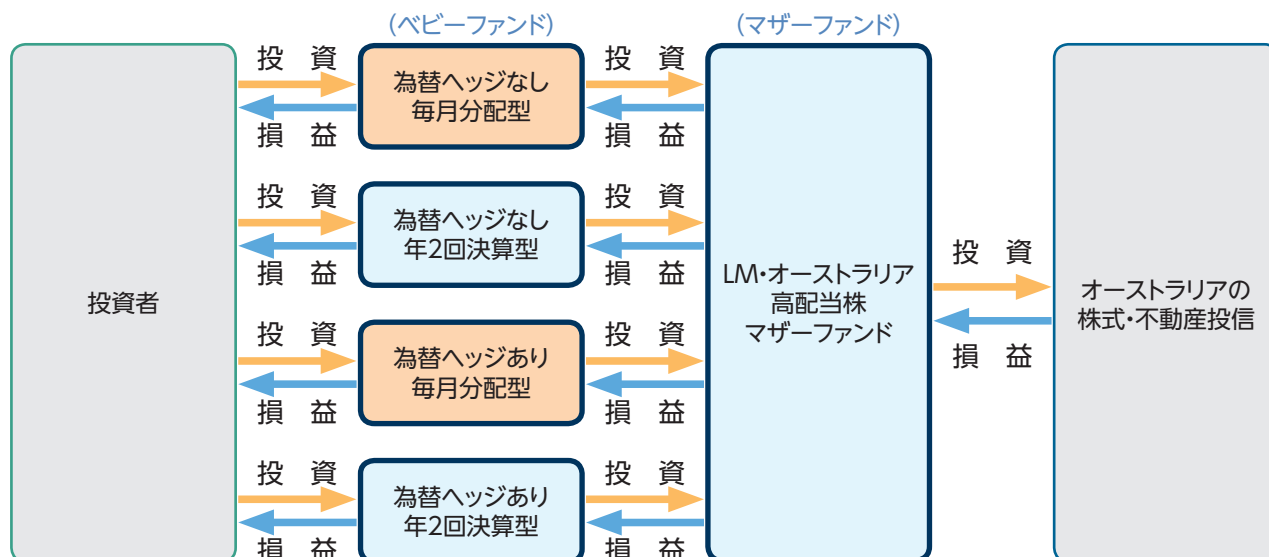 (ベビーファンド)
(マザーファンド)
投資者
投　資
損　益
為替ヘッジなし
毎月分配型
投　資
損　益
投　資
損　益
為替ヘッジなし
年2回決算型
投　資
損　益
投　資
損　益
為替ヘッジあり
毎月分配型
投　資
損　益
投　資
損　益
為替ヘッジあり
年2回決算型
投　資
損　益
LM・オーストラリア
高配当株
マザーファンド
投　資
損　益
オーストラリアの
株式・不動産投信